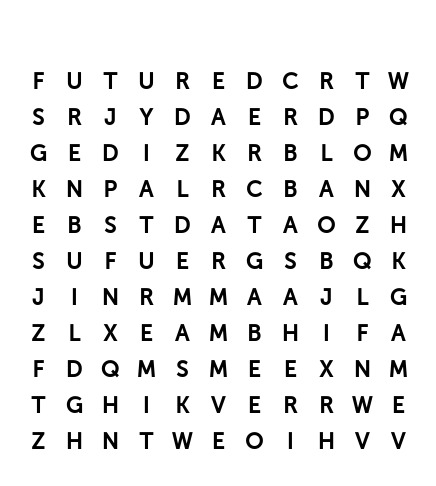 F U T U R E D C R T W
S R J Y D A E R D P Q
G E D I Z K R B L O M
K N P A L R C B A N X
E B S T D A T A O Z H
S U F U E R G S B Q K
J I N R M M A A J L G
Z L X E A M B H I F A
F D Q M S M E E X N M
T G H I K V E R R W E
Z H N T W E O I H V V